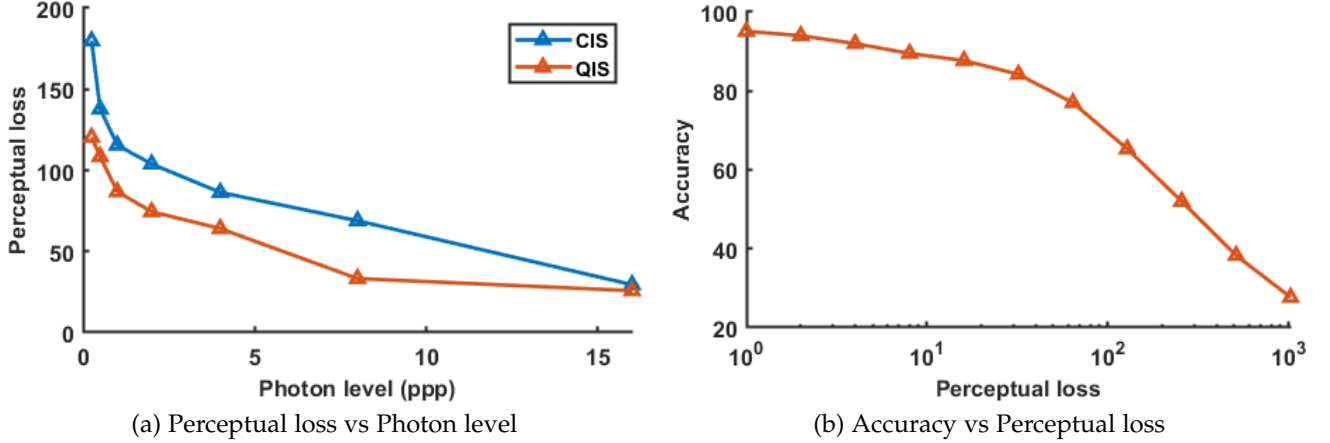 200
150
100
50
0
0
5
10
15
Perceptual loss
Photon level (ppp)
CIS
QIS
(a) Perceptual loss vs Photon level
100
80
60
40
20
10^0
10^1
10^2
10^3
Accuracy
Perceptual loss
(b) Accuracy vs Perceptual loss